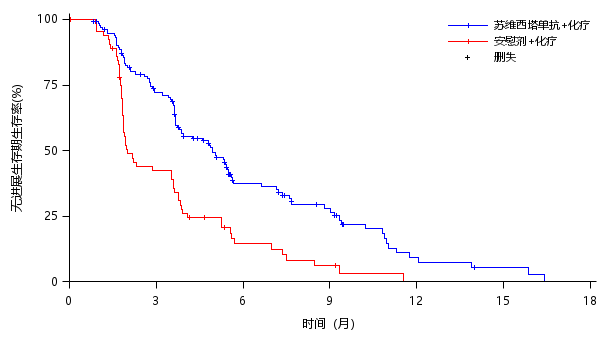 苏维西塔单抗+化疗
安慰剂+化疗
删失
无进展生存期生存率(%)
100
75
50
25
0
0 3 6 9 12 15 18
时间（月）